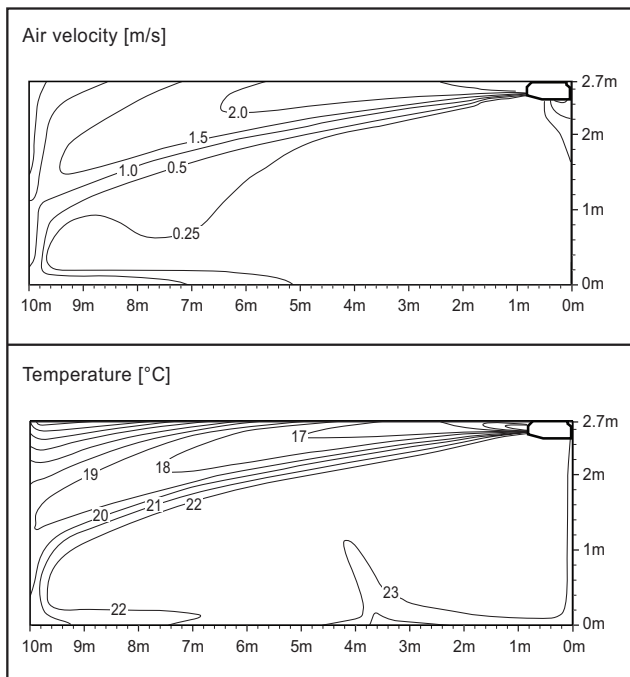 Air velocity [m/s]
2.7m
2.0
2m
1.5
1.0
0.5
1m
0.25
0m
10m 9m 8m 7m 6m 5m 4m 3m 2m 1m 0m
Temperature [°C]
2.7m
17
18
19
2m
20 21 22
1m
23
22
0m
10m 9m 8m 7m 6m 5m 4m 3m 2m 1m 0m